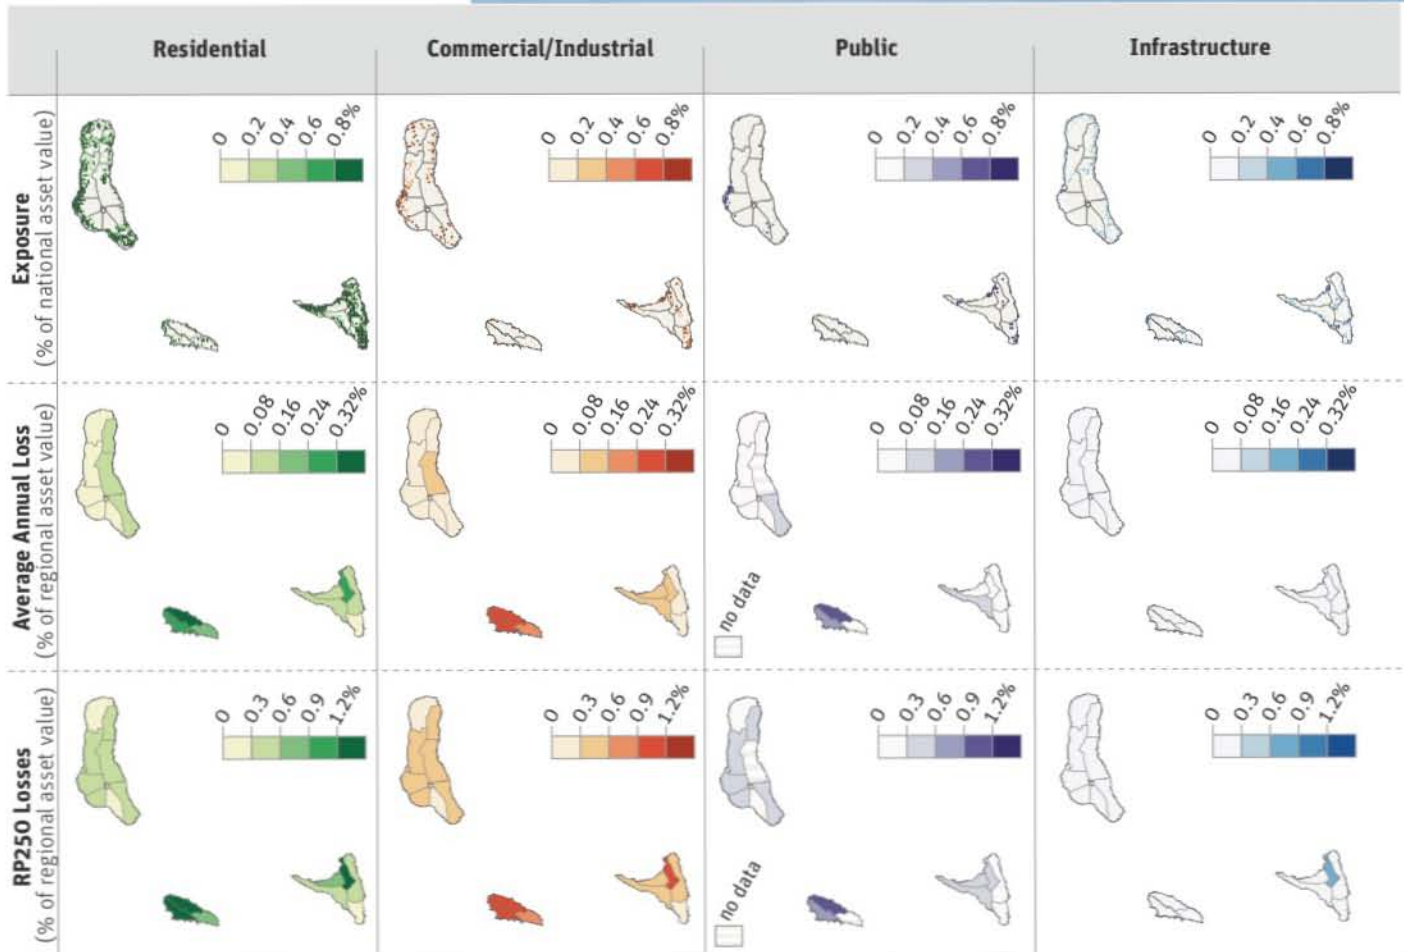 Residential
Commercial/Industrial
Public
Infrastructure
Exposure
(% of national asset value)
0 0.2 0.4 0.6 0.8%
0 0.2 0.4 0.6 0.8%
0 0.2 0.4 0.6 0.8%
0 0.2 0.4 0.6 0.8%
Average Annual Loss
(% of regional asset value)
0 0.08 0.16 0.24 0.32%
0 0.08 0.16 0.24 0.32%
0 0.08 0.16 0.24 0.32%
no data
0 0.08 0.16 0.24 0.32%
RP250 Losses
(% of regional asset value)
0 0.3 0.6 0.9 1.2%
0 0.3 0.6 0.9 1.2%
0 0.3 0.6 0.9 1.2%
no data
0 0.3 0.6 0.9 1.2%